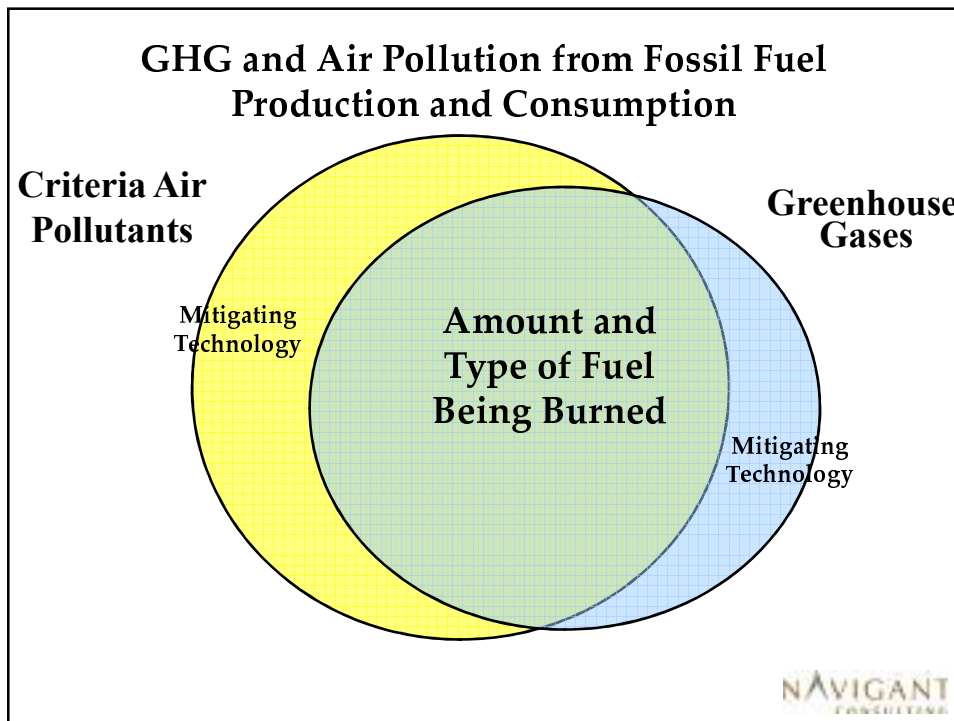 GHG and Air Pollution from Fossil Fuel
Production and Consumption
Criteria Air
Pollutants
Greenhouse
Gases
Mitigating
Technology
Amount and
Type of Fuel
Being Burned
Mitigating
Technology
NAVIGANT
CONSULTING